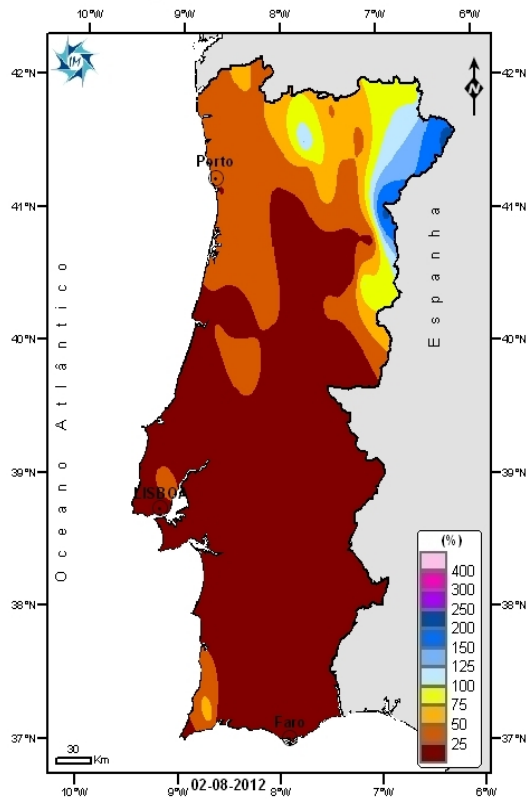 10°W 9°W 8°W 7°W 6°W
IM
N
42°N 42°N
Porto
41°N 41°N
Espanha
Oceano Atlântico
40°N 40°N
39°N 39°N
LISBOA
(%)
400
300
250
200
150
125
100
75
50
25
38°N 38°N
37°N 37°N
Faro
30
Km
02-08-2012
10°W 9°W 8°W 7°W 6°W